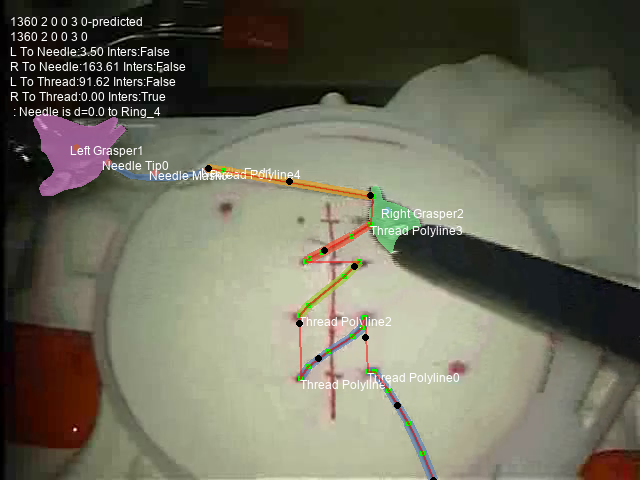 1360 2 0 0 3 0-predicted
1360 2 0 0 3 0
L To Needle:3.50 Inters:False
R To Needle:163.61 Inters:False
L To Thread:91.62 Inters:False
R To Thread:0.00 Inters:True
: Needle is d=0.0 to Ring_4
Left Grasper1
Needle Tip0
Thread Polyline4
Right Grasper2
Thread Polyline3
Thread Polyline2
Thread Polyline0